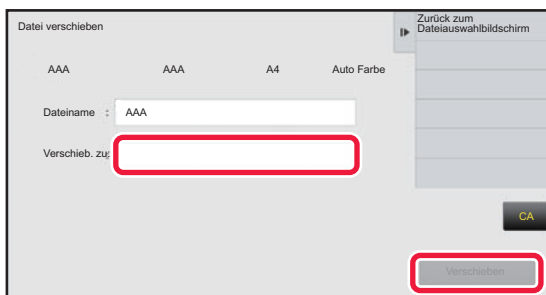 Datei verschieben
Zurück zum
Dateiauswahlbildschirm
AAA AAA A4 Auto Farbe
Dateiname : AAA
Verschieb. zu:
CA
Verschieben